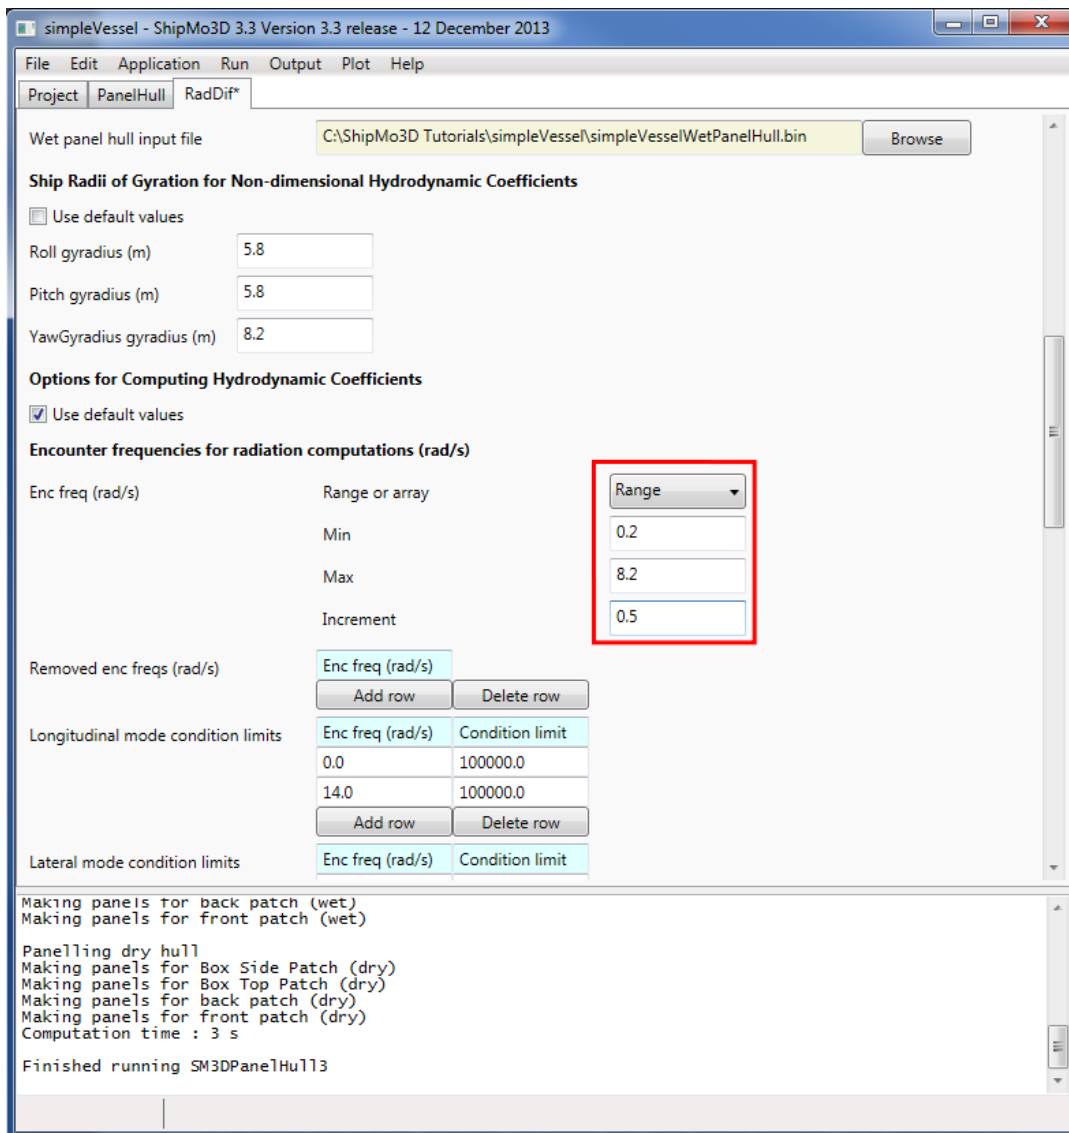 simpleVessel - ShipMo3D 3.3 Version 3.3 release - 12 December 2013
File Edit Application Run Output Plot Help
Project PanelHull RadDif*
Wet panel hull input file C:\ShipMo3D Tutorials\simpleVessel\simpleVesselWetPanelHull.bin Browse
Ship Radii of Gyration for Non-dimensional Hydrodynamic Coefficients
Use default values
Roll gyradius (m) 5.8
Pitch gyradius (m) 5.8
YawGyradius gyradius (m) 8.2
Options for Computing Hydrodynamic Coefficients
Use default values
Encounter frequencies for radiation computations (rad/s)
Enc freq (rad/s) Range or array Range
Min 0.2
Max 8.2
Increment 0.5
Removed enc freqs (rad/s) Enc freq (rad/s)
Add row Delete row
Longitudinal mode condition limits Enc freq (rad/s) Condition limit
0.0 100000.0
14.0 100000.0
Add row Delete row
Lateral mode condition limits Enc freq (rad/s) Condition limit
Making panels for back patch (wet)
Making panels for front patch (wet)
Panelling dry hull
Making panels for Box Side Patch (dry)
Making panels for Box Top Patch (dry)
Making panels for back patch (dry)
Making panels for front patch (dry)
Computation time : 3 s
Finished running SM3DPanelHull3